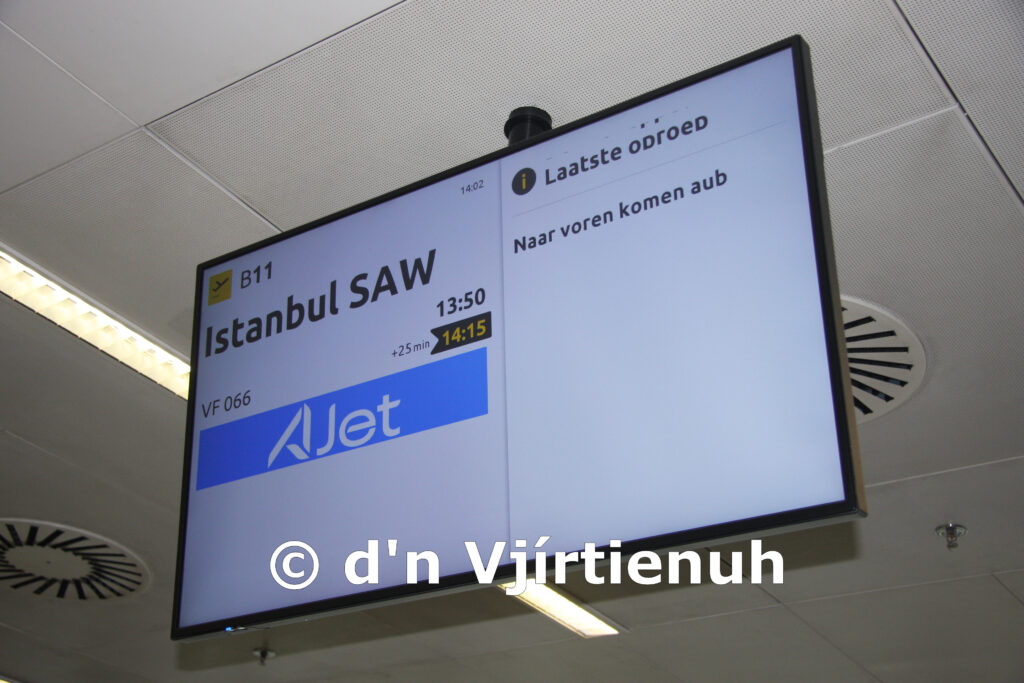 14:02
B11
Istanbul SAW
13:50
+25 min 14:15
VF 066
AJet
i Laatste oproep
Naar voren komen aub
© d'n Vjírtienuh